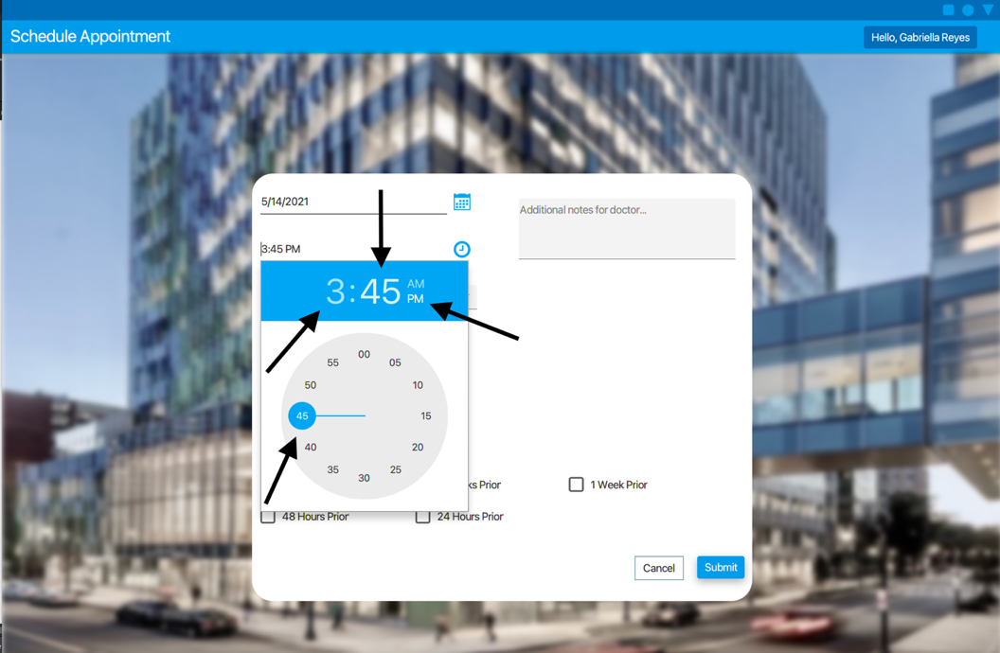 Schedule Appointment
Hello, Gabriella Reyes
5/14/2021
Additional notes for doctor...
3:45 PM
3:45 AM
PM
00
55 05
50 10
45 15
40 20
35 25
30
Prior
1 Week Prior
48 Hours Prior
24 Hours Prior
Cancel
Submit